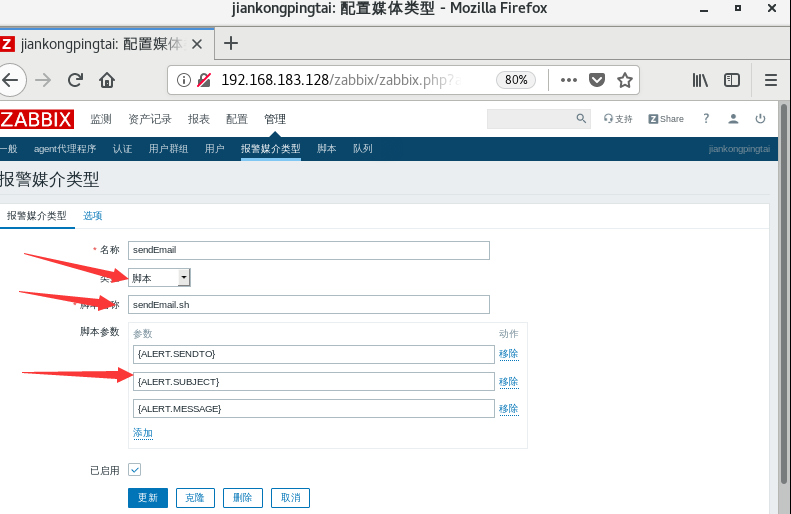 jiankongpingtai: 配置媒体类型 - Mozilla Firefox
Z jiankongpingtai: 配置媒体
192.168.183.128/zabbix/zabbix.php?a
80%
ZABBIX 监测 资产记录 报表 配置 管理 支持 Z Share ?
一般 agent代理程序 认证 用户群组 用户 报警媒介类型 脚本 队列 jiankongpingtai
报警媒介类型
报警媒介类型 选项
* 名称 sendEmail
类 脚本
* 脚本名称 sendEmail.sh
脚本参数 参数 动作
{ALERT.SENDTO} 移除
{ALERT.SUBJECT} 移除
{ALERT.MESSAGE} 移除
添加
已启用
更新 克隆 删除 取消